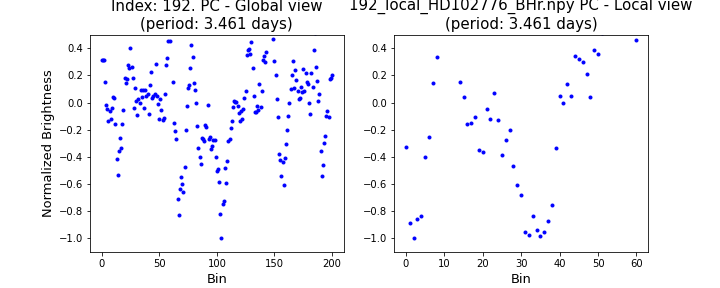 Index: 192. PC - Global view
(period: 3.461 days)
192_local_HD102776_BHr.npy PC - Local view
(period: 3.461 days)
Normalized Brightness
0.4
0.2
0.0
−0.2
−0.4
−0.6
−0.8
−1.0
0 50 100 150 200
Bin
0.4
0.2
0.0
−0.2
−0.4
−0.6
−0.8
−1.0
0 10 20 30 40 50 60
Bin